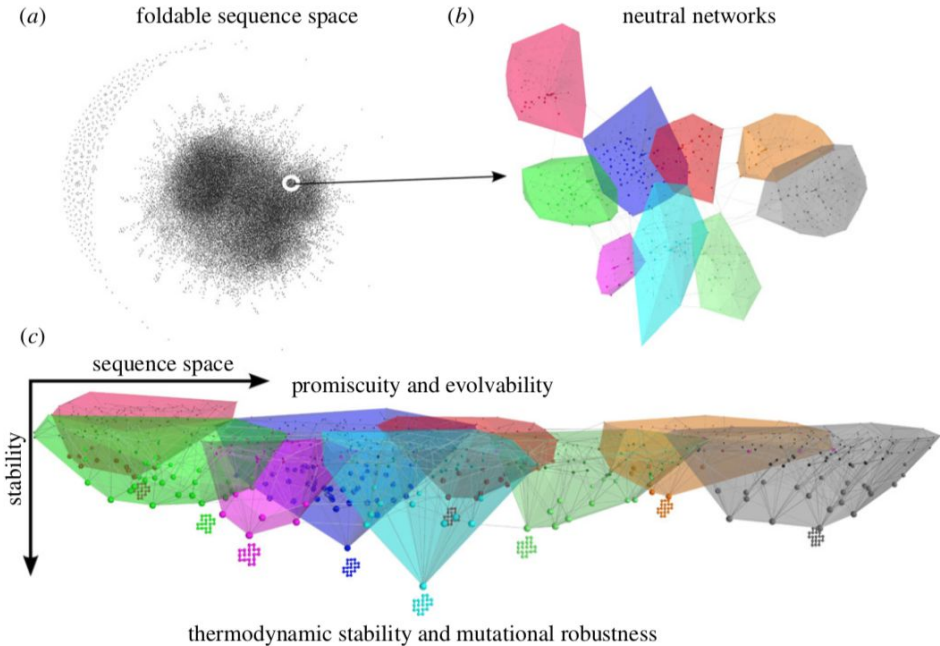 (a) foldable sequence space
(b) neutral networks
(c)
sequence space
promiscuity and evolvability
stability
thermodynamic stability and mutational robustness